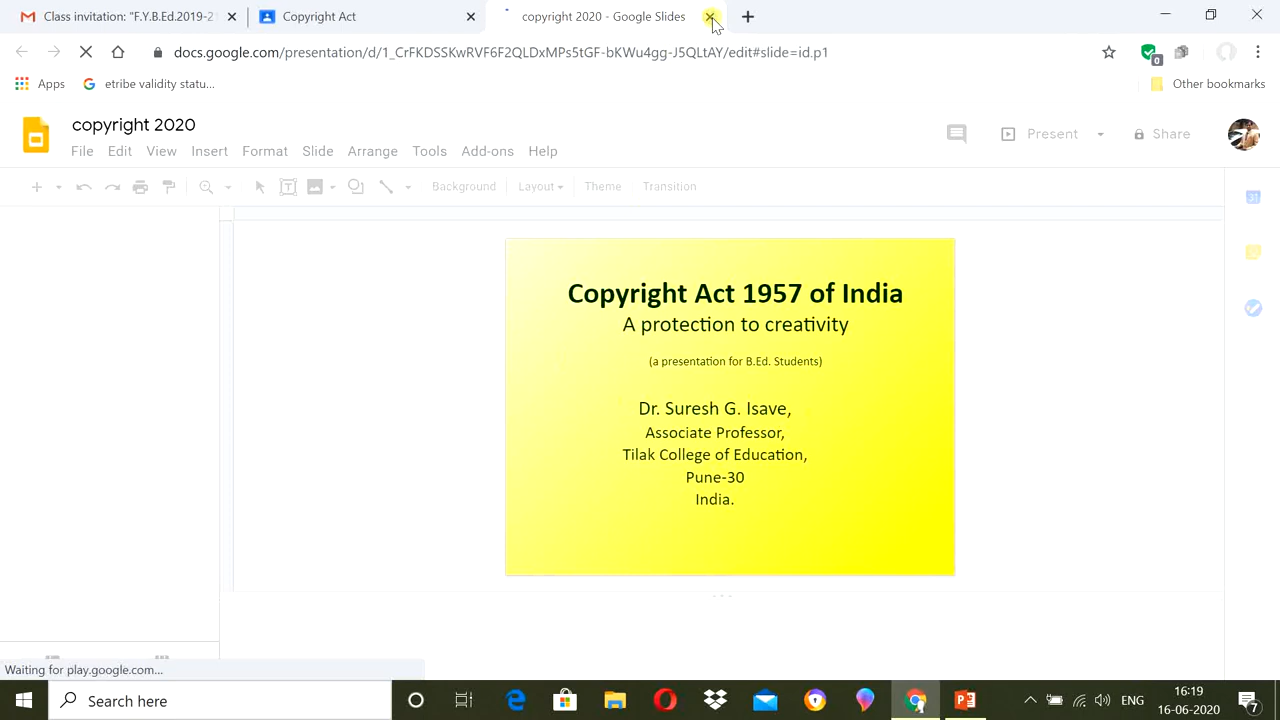 Class invitation: "F.Y.B.Ed.2019-2
Copyright Act
copyright 2020 - Google Slides
docs.google.com/presentation/d/1_CrFKDSSKwRVF6F2QLDxMPs5tGF-bKWu4gg-J5QLtAY/edit#slide=id.p1
0
Apps
etribe validity statu...
Other bookmarks
copyright 2020
File Edit View Insert Format Slide Arrange Tools Add-ons Help
Present
Share
Background Layout Theme Transition
31
Copyright Act 1957 of India
A protection to creativity
(a presentation for B.Ed. Students)
Dr. Suresh G. Isave,
Associate Professor,
Tilak College of Education,
Pune-30
India.
Waiting for play.google.com...
Search here
ENG
16:19
16-06-2020
7